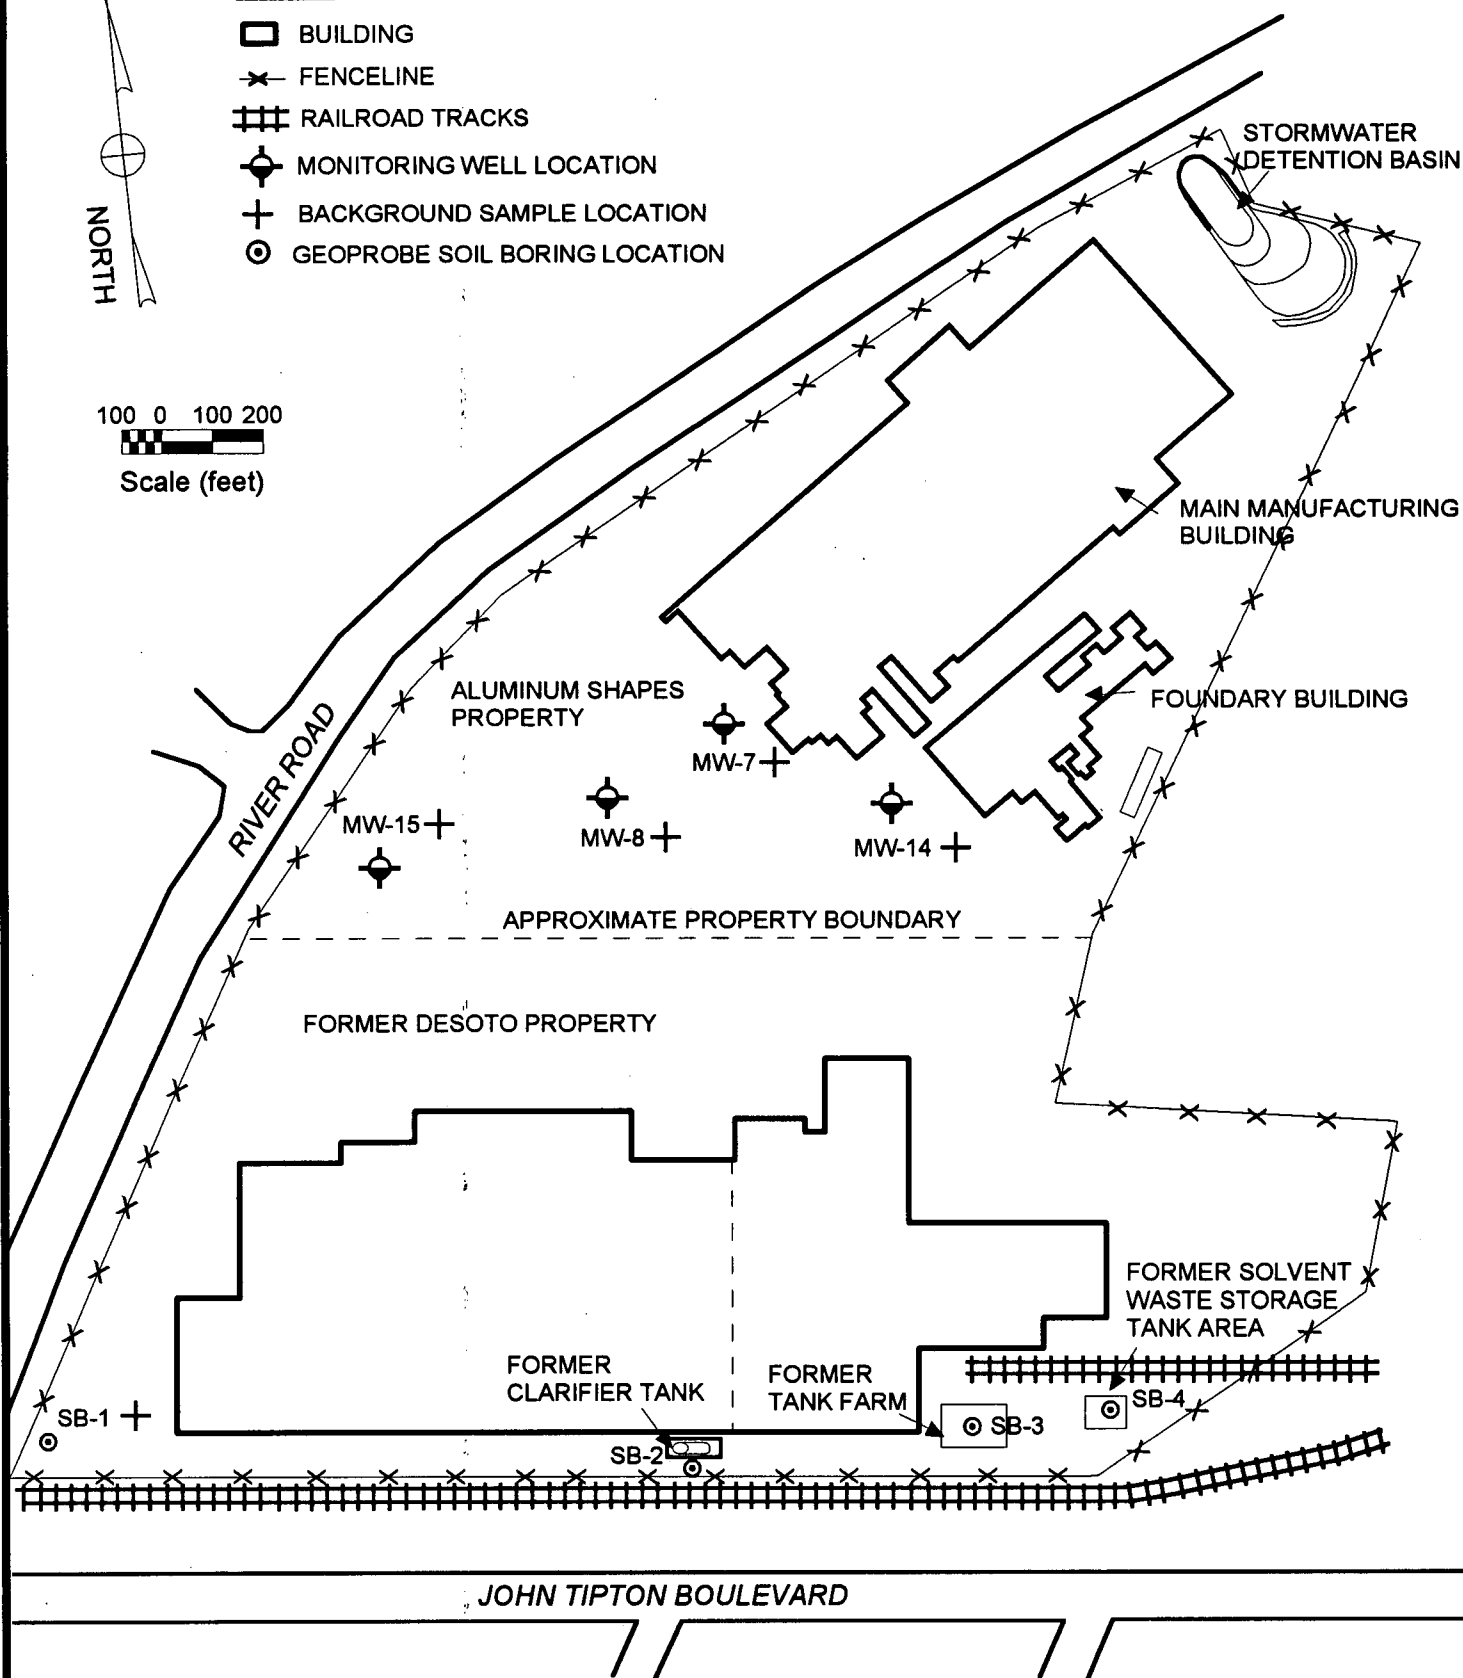 BUILDING
FENCELINE
RAILROAD TRACKS
MONITORING WELL LOCATION
BACKGROUND SAMPLE LOCATION
GEOPROBE SOIL BORING LOCATION
NORTH
STORMWATER
DETENTION BASIN
100 0 100 200
Scale (feet)
MAIN MANUFACTURING
BUILDING
ALUMINUM SHAPES
PROPERTY
FOUNDARY BUILDING
RIVER ROAD
MW-7
MW-15
MW-8
MW-14
APPROXIMATE PROPERTY BOUNDARY
FORMER DESOTO PROPERTY
FORMER SOLVENT
WASTE STORAGE
TANK AREA
FORMER
CLARIFIER TANK
FORMER
TANK FARM
SB-1
SB-2
SB-3
SB-4
JOHN TIPTON BOULEVARD